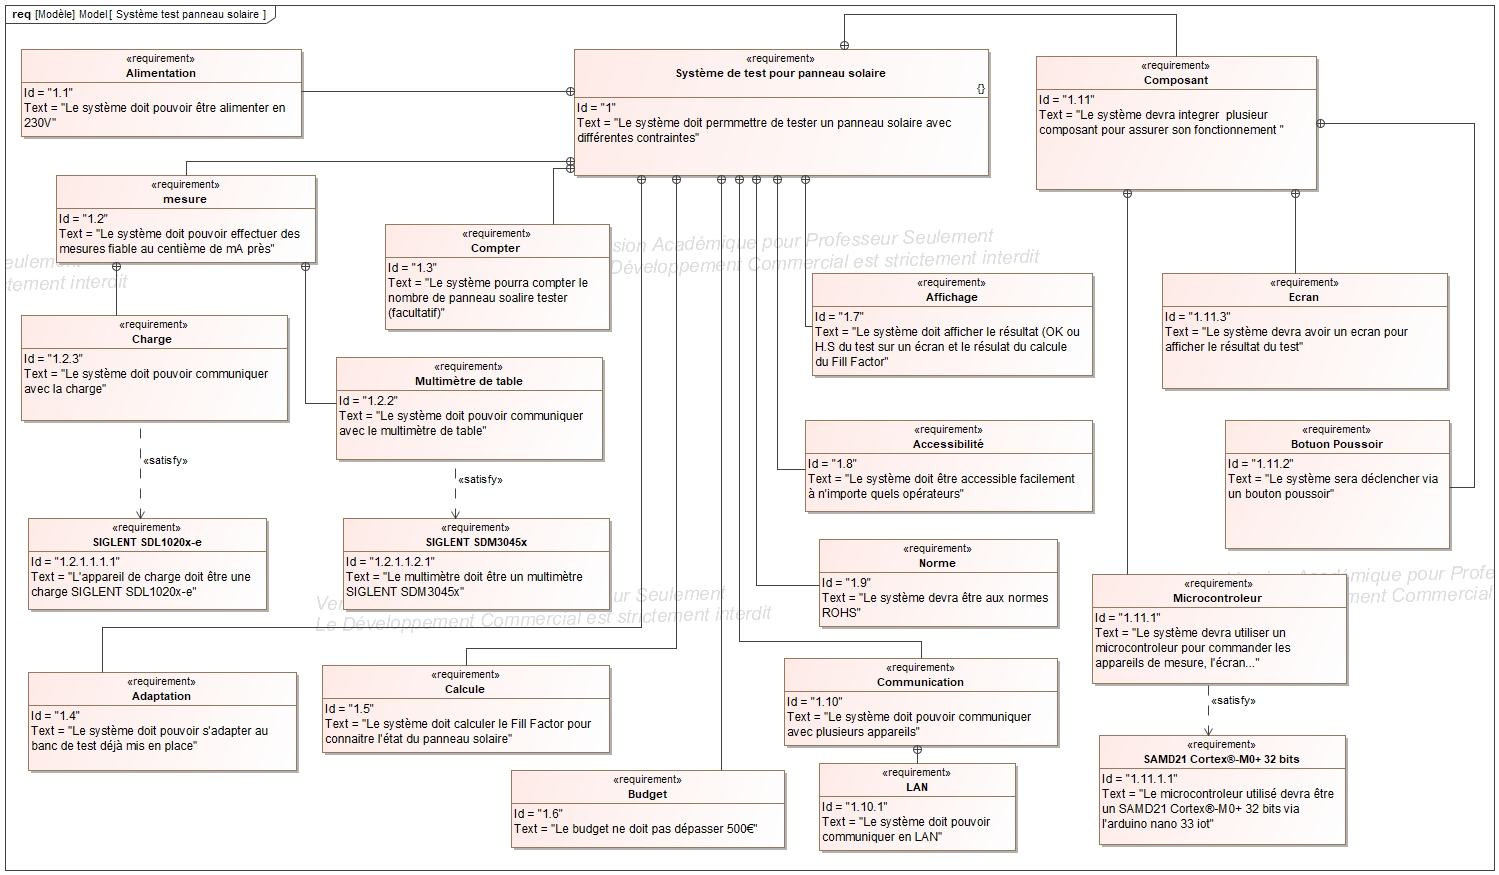 req [Modèle] Model[ Système test panneau solaire ]
«requirement»
Alimentation
Id = "1.1"
Text = "Le système doit pouvoir être alimenter en
230V"
«requirement»
Système de test pour panneau solaire
{}
Id = "1"
Text = "Le système doit permmettre de tester un panneau solaire avec
différentes contraintes"
«requirement»
Composant
Id = "1.11"
Text = "Le système devra integrer plusieur
composant pour assurer son fonctionnement "
«requirement»
mesure
Id = "1.2"
Text = "Le système doit pouvoir effectuer des
mesures fiable au centième de mA près"
«requirement»
Compter
Id = "1.3"
Text = "Le système pourra compter le
nombre de panneau soalire tester
(facultatif)"
sion Académique pour Professeur Seulement
Développement Commercial est strictement interdit
tement interdit
«requirement»
Affichage
Id = "1.7"
Text = "Le système doit afficher le résultat (OK ou
H.S du test sur un écran et le résulat du calcule
du Fill Factor"
«requirement»
Ecran
Id = "1.11.3"
Text = "Le système devra avoir un ecran pour
afficher le résultat du test"
«requirement»
Charge
Id = "1.2.3"
Text = "Le système doit pouvoir communiquer
avec la charge"
«requirement»
Multimètre de table
Id = "1.2.2"
Text = "Le système doit pouvoir communiquer
avec le multimètre de table"
«requirement»
Accessibilité
Id = "1.8"
Text = "Le système doit être accessible facilement
à n'importe quels opérateurs"
«requirement»
Botuon Poussoir
Id = "1.11.2"
Text = "Le système sera déclencher via
un bouton poussoir"
«satisfy»
«satisfy»
«requirement»
SIGLENT SDL1020x-e
Id = "1.2.1.1.1.1"
Text = "L'appareil de charge doit être une
charge SIGLENT SDL1020x-e"
«requirement»
SIGLENT SDM3045x
Id = "1.2.1.1.2.1"
Text = "Le multimètre doit être un multimètre
SIGLENT SDM3045x"
ur Seulement
Le Développement Commercial est strictement interdit
«requirement»
Norme
Id = "1.9"
Text = "Le système devra être aux normes
ROHS"
«requirement»
Microcontroleur
Id = "1.11.1"
Text = "Le système devra utiliser un
microcontroleur pour commander les
appareils de mesure, l'écran..."
«requirement»
Adaptation
Id = "1.4"
Text = "Le système doit pouvoir s'adapter au
banc de test déjà mis en place"
«requirement»
Calcule
Id = "1.5"
Text = "Le système doit calculer le Fill Factor pour
connaitre l'état du panneau solaire"
«requirement»
Communication
Id = "1.10"
Text = "Le système doit pouvoir communiquer
avec plusieurs appareils"
«satisfy»
«requirement»
Budget
Id = "1.6"
Text = "Le budget ne doit pas dépasser 500€"
«requirement»
LAN
Id = "1.10.1"
Text = "Le système doit pouvoir
communiquer en LAN"
«requirement»
SAMD21 Cortex®-M0+ 32 bits
Id = "1.11.1.1"
Text = "Le microcontroleur utilisé devra être
un SAMD21 Cortex®-M0+ 32 bits via
l'arduino nano 33 iot"